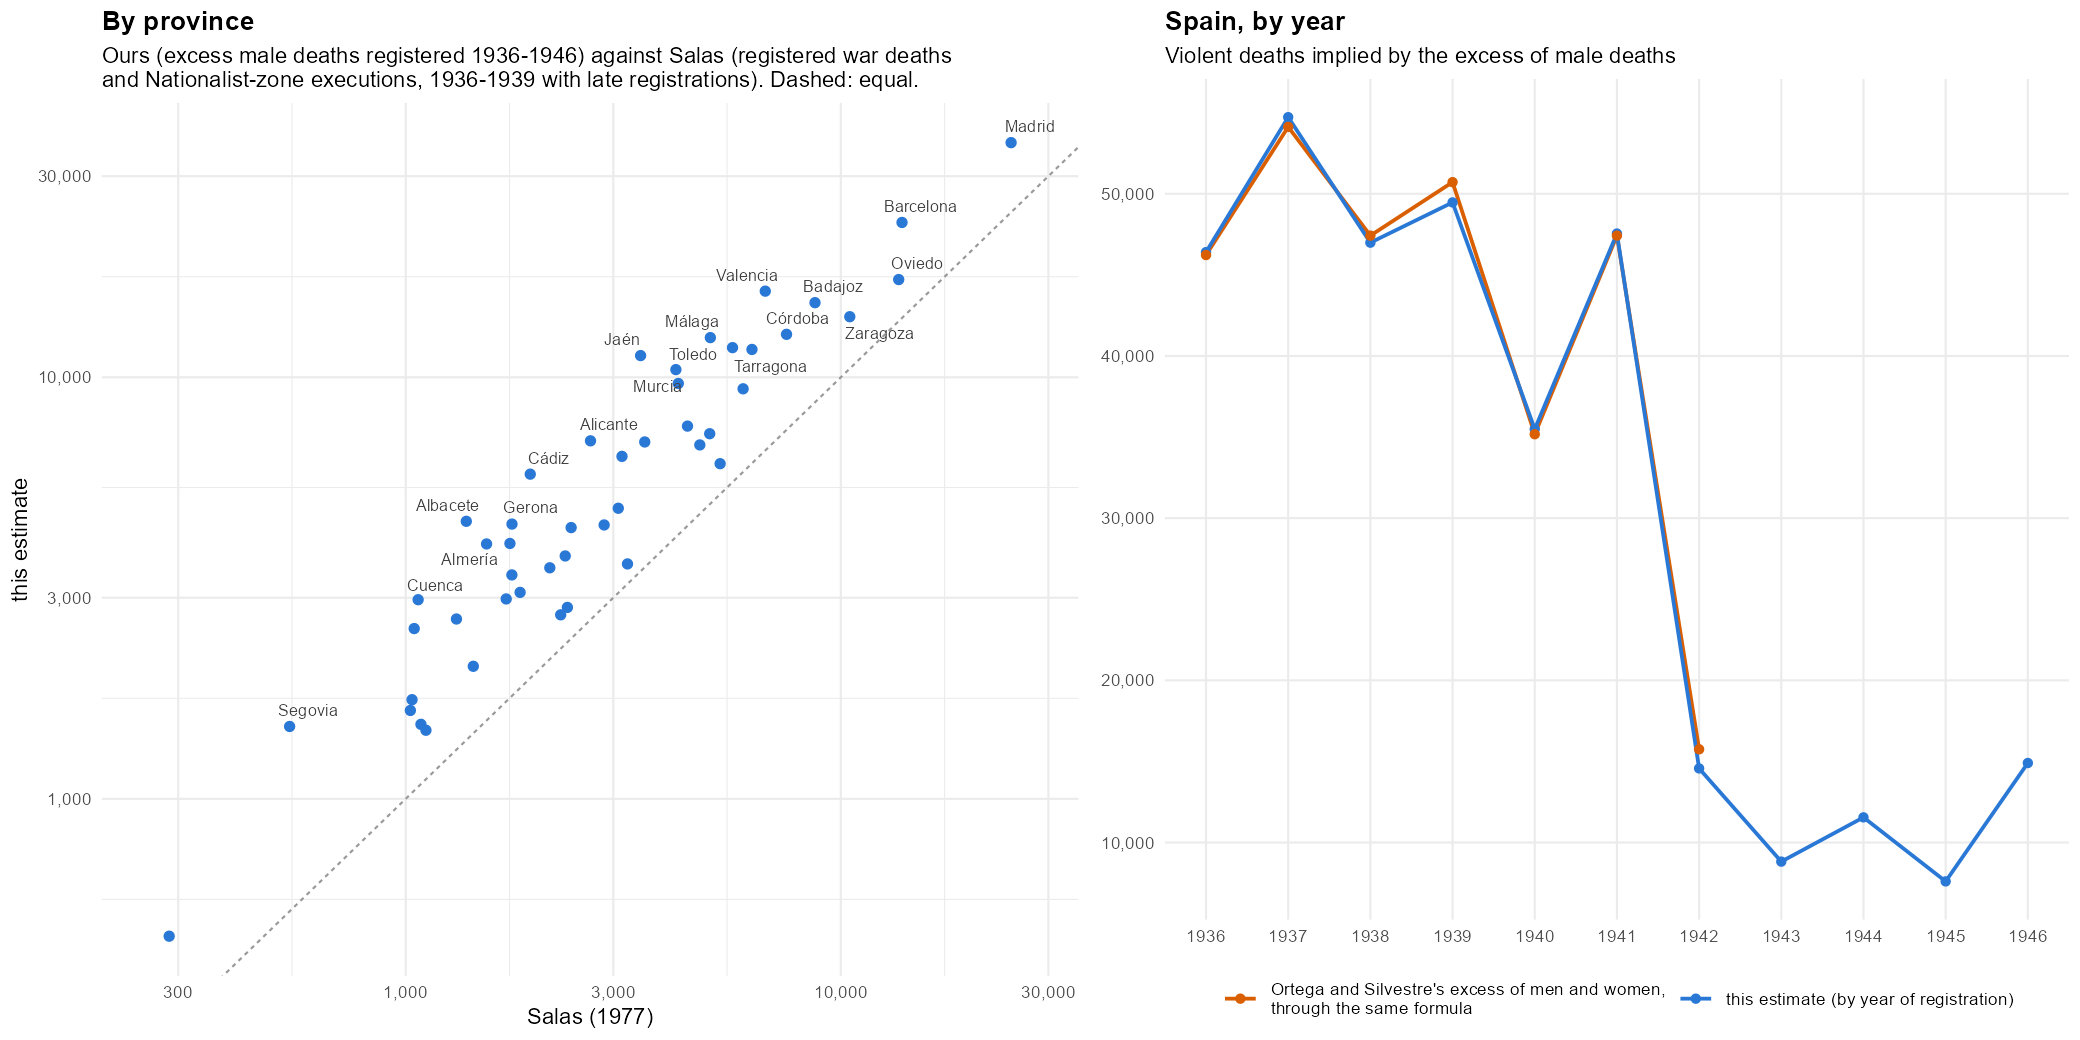 By province
Ours (excess male deaths registered 1936-1946) against Salas (registered war deaths
and Nationalist-zone executions, 1936-1939 with late registrations). Dashed: equal.
this estimate
30,000
10,000
3,000
1,000
Madrid
Barcelona
Oviedo
Valencia
Badajoz
Córdoba
Zaragoza
Málaga
Jaén
Toledo
Tarragona
Murcia
Alicante
Cádiz
Albacete
Gerona
Almería
Cuenca
Segovia
300
1,000
3,000
10,000
30,000
Salas (1977)
Spain, by year
Violent deaths implied by the excess of male deaths
50,000
40,000
30,000
20,000
10,000
1936
1937
1938
1939
1940
1941
1942
1943
1944
1945
1946
Ortega and Silvestre's excess of men and women,
through the same formula
this estimate (by year of registration)